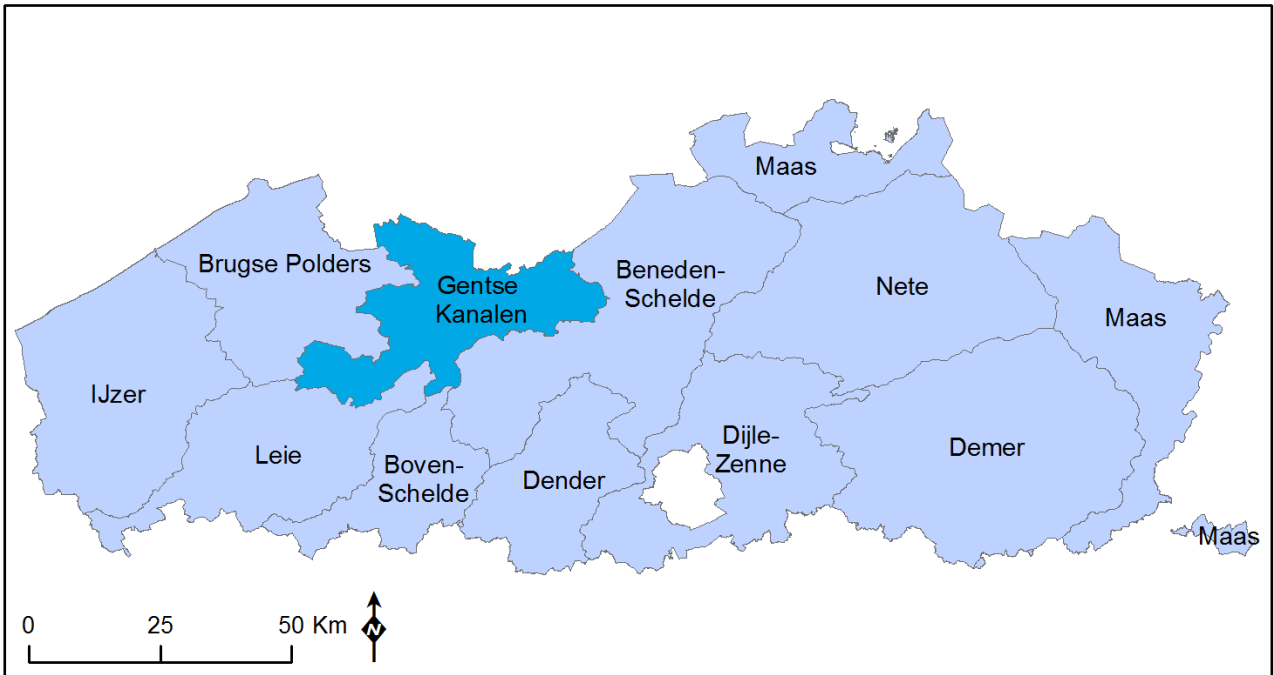 Maas
Brugse Polders
Gentse
Kanalen
Beneden-
Schelde
Nete
Maas
IJzer
Leie
Boven-
Schelde
Dender
Dijle-
Zenne
Demer
Maas
0 25 50 Km
N